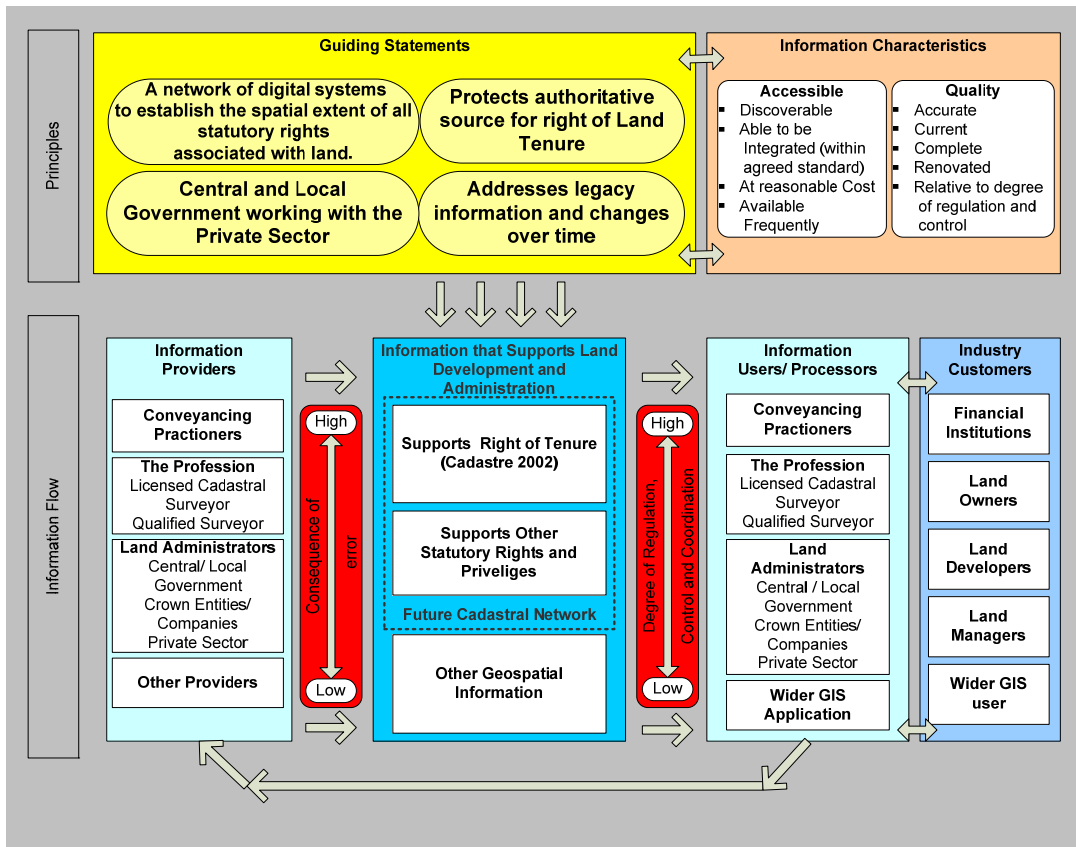 Principles
Guiding Statements
A network of digital systems
to establish the spatial extent of all
statutory rights
associated with land.
Protects authoritative
source for right of Land
Tenure
Central and Local
Government working with the
Private Sector
Addresses legacy
information and changes
over time
Information Characteristics
Accessible
Discoverable
Able to be
Integrated (within
agreed standard)
At reasonable Cost
Available
Frequently
Quality
Accurate
Current
Complete
Renovated
Relative to degree
of regulation and
control
Information Flow
Information
Providers
Conveyancing
Practioners
The Profession
Licensed Cadastral
Surveyor
Qualified Surveyor
Land Administrators
Central/ Local
Government
Crown Entities/
Companies
Private Sector
Other Providers
High
Consequence of
error
Low
Information that Supports Land
Development and
Administration
Supports Right of Tenure
(Cadastre 2002)
Supports Other
Statutory Rights and
Priveliges
Future Cadastral Network
Other Geospatial
Information
High
Degree of Regulation,
Control and Coordination
Low
Information
Users/ Processors
Conveyancing
Practioners
The Profession
Licensed Cadastral
Surveyor
Qualified Surveyor
Land
Administrators
Central / Local
Government
Crown Entities/
Companies
Private Sector
Wider GIS
Application
Industry
Customers
Financial
Institutions
Land
Owners
Land
Developers
Land
Managers
Wider GIS
user